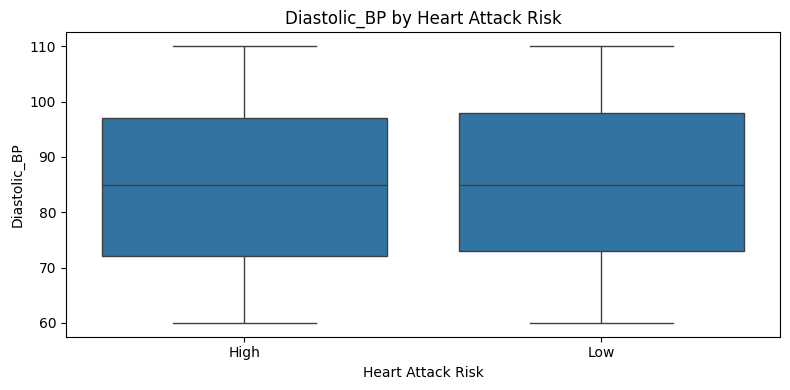 Diastolic_BP by Heart Attack Risk
Diastolic_BP
110
100
90
80
70
60
High
Low
Heart Attack Risk